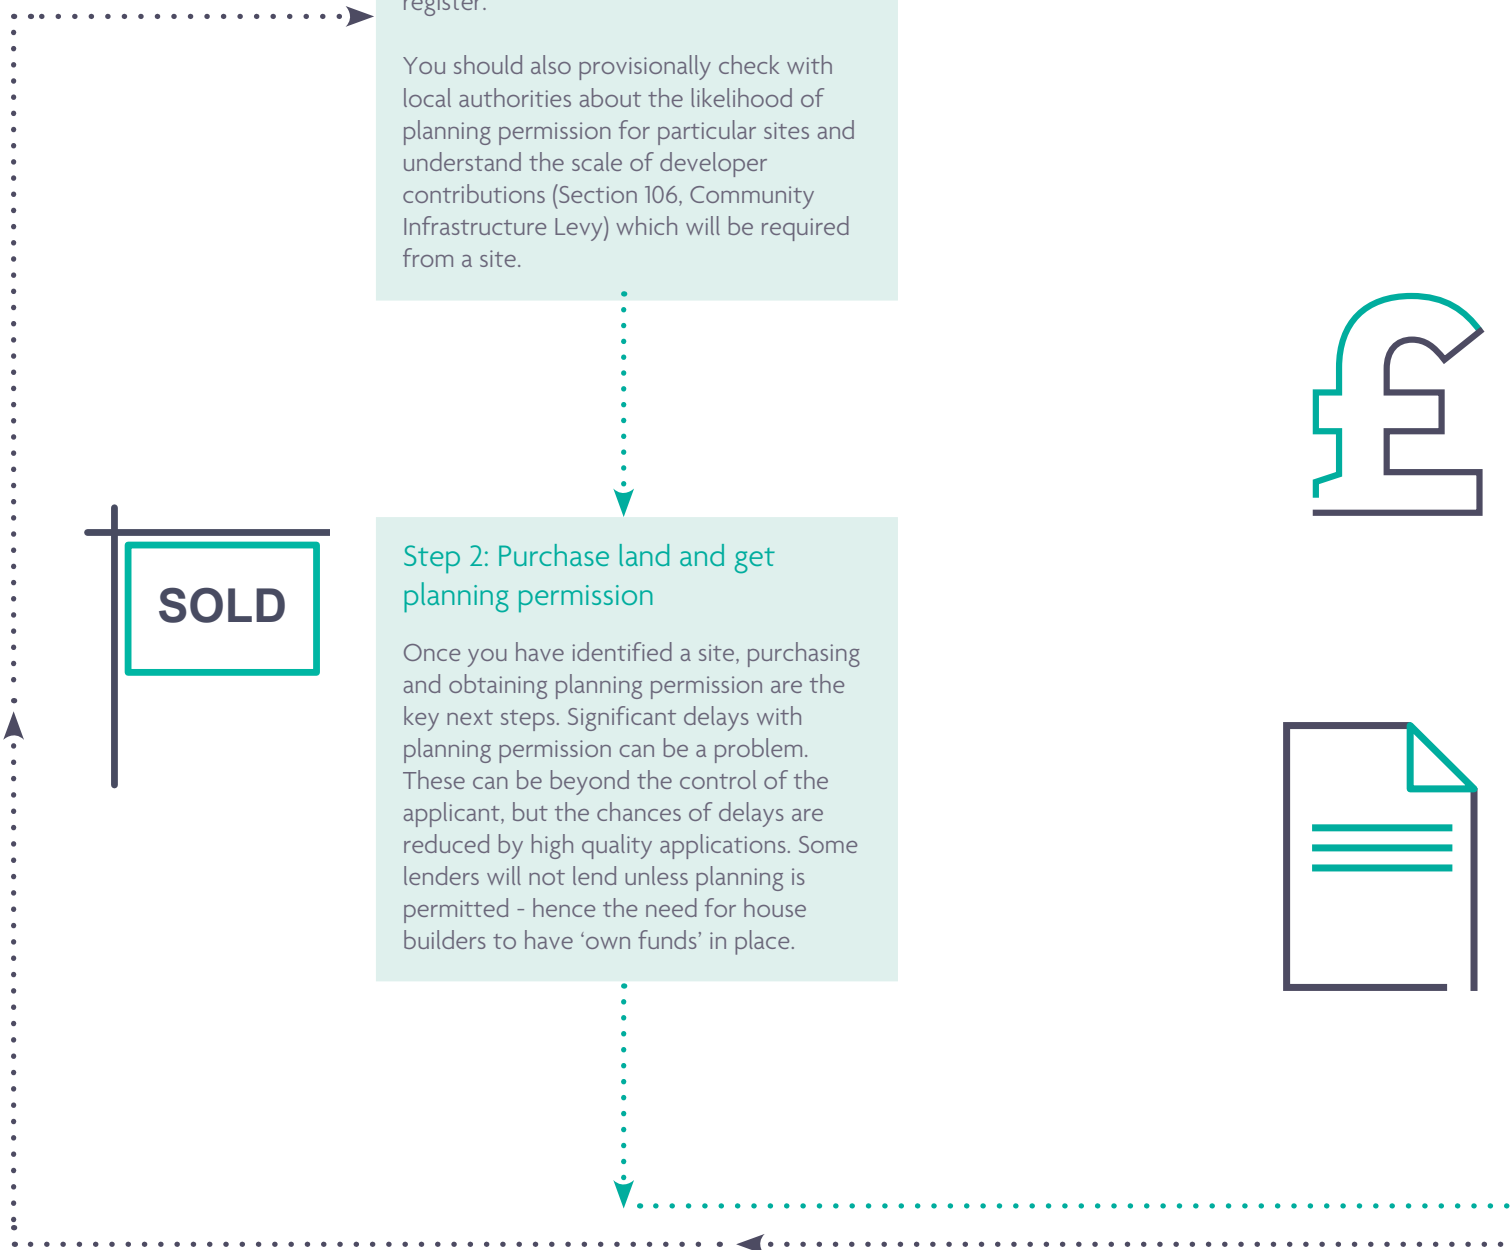 register.
You should also provisionally check with
local authorities about the likelihood of
planning permission for particular sites and
understand the scale of developer
contributions (Section 106, Community
Infrastructure Levy) which will be required
from a site.
SOLD
Step 2: Purchase land and get
planning permission
Once you have identified a site, purchasing
and obtaining planning permission are the
key next steps. Significant delays with
planning permission can be a problem.
These can be beyond the control of the
applicant, but the chances of delays are
reduced by high quality applications. Some
lenders will not lend unless planning is
permitted - hence the need for house
builders to have ‘own funds’ in place.
£